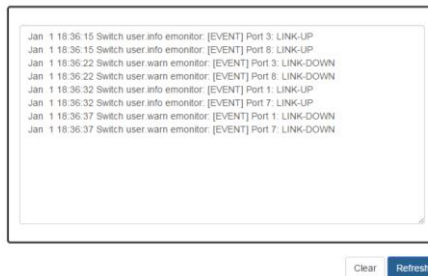 Jan 1 18:36:15 Switch user.info emonitor: [EVENT] Port 3: LINK-UP
Jan 1 18:36:15 Switch user.info emonitor: [EVENT] Port 8: LINK-UP
Jan 1 18:36:22 Switch user.warn emonitor: [EVENT] Port 3: LINK-DOWN
Jan 1 18:36:22 Switch user.warn emonitor: [EVENT] Port 8: LINK-DOWN
Jan 1 18:36:32 Switch user.info emonitor: [EVENT] Port 1: LINK-UP
Jan 1 18:36:32 Switch user.info emonitor: [EVENT] Port 7: LINK-UP
Jan 1 18:36:37 Switch user.warn emonitor: [EVENT] Port 1: LINK-DOWN
Jan 1 18:36:37 Switch user.warn emonitor: [EVENT] Port 7: LINK-DOWN
Clear Refresh